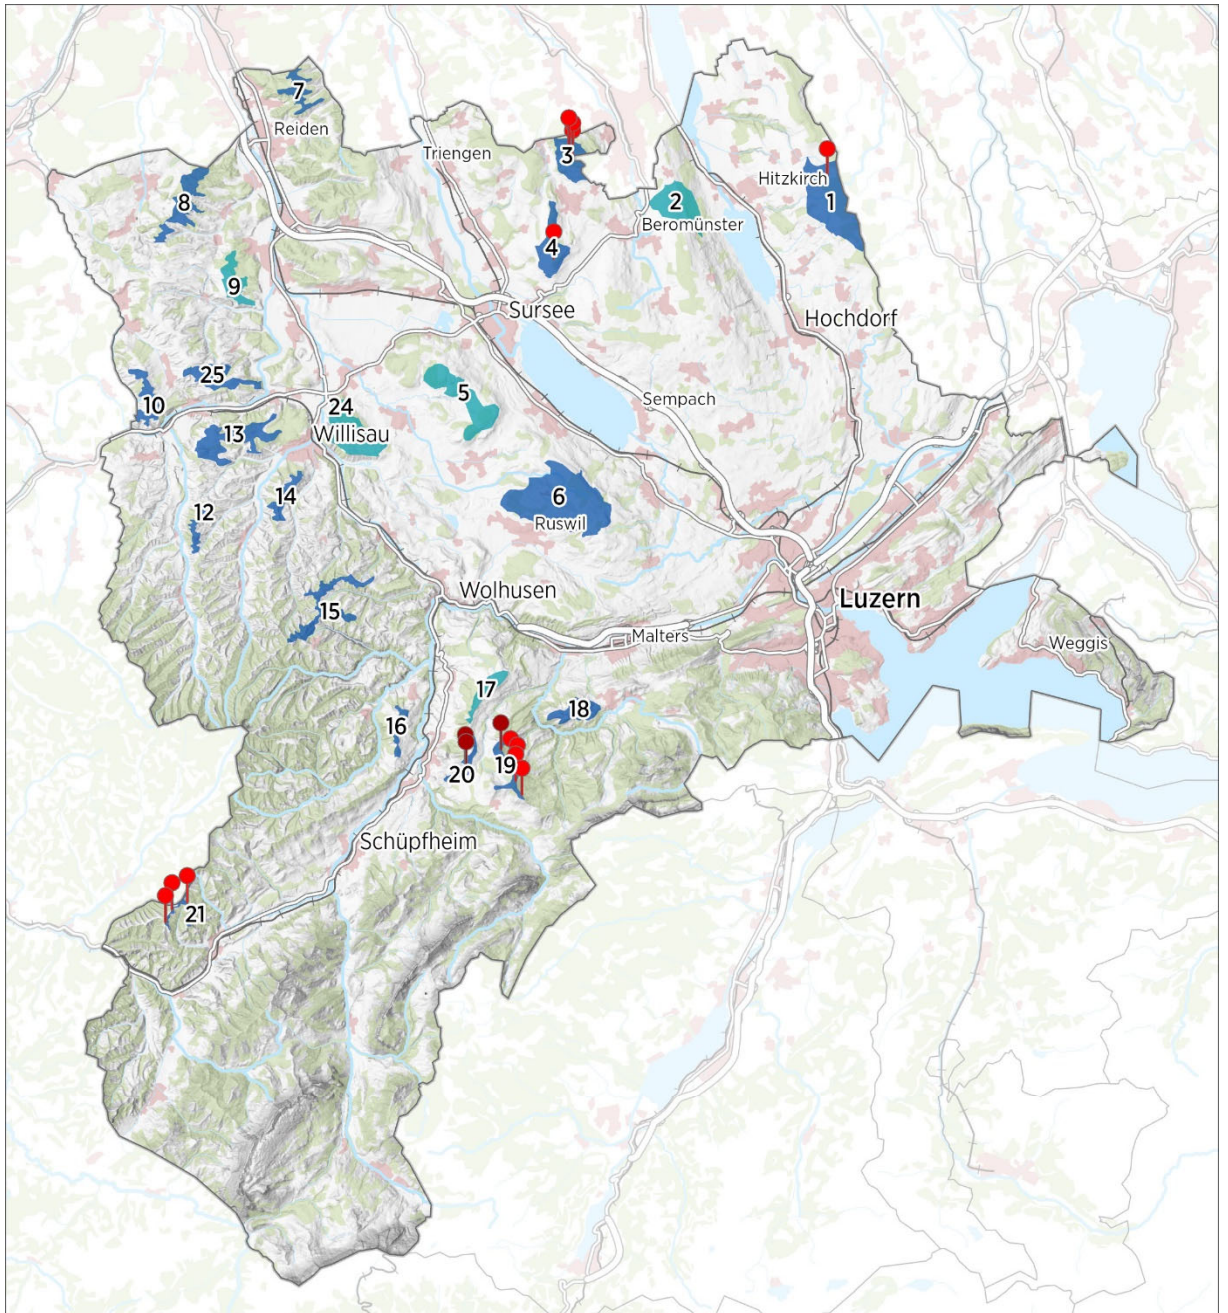 7
Reiden
Triengen
3
Hitzkirch
8
2
1
Beromünster
4
9
Sursee
Hochdorf
25
10
5
Sempach
24
13
Willisau
14
6
12
Ruswil
Wolhusen
Luzern
15
Malters
Weggis
17
18
16
19
20
Schüpfheim
21